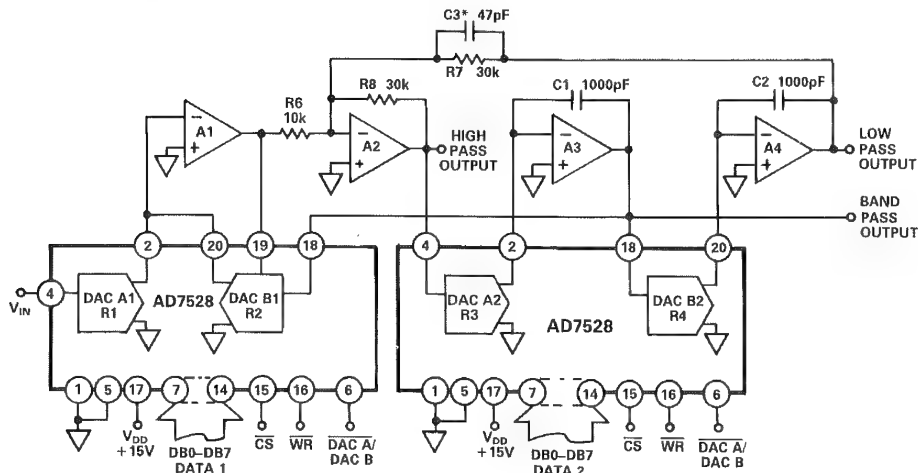 C3* 47pF
R7 30k
R8 30k
C1 1000pF
C2 1000pF
R6
10k
A1
−
+
A2
−
+
A3
−
+
A4
−
+
HIGH
PASS
OUTPUT
LOW
PASS
OUTPUT
BAND
PASS
OUTPUT
2
20
19
18
4
2
18
20
4
VIN
DAC A1
R1
AD7528
DAC B1
R2
DAC A2
R3
DAC B2
R4
AD7528
1
5
17
7
14
15
16
6
1
5
17
7
14
15
16
6
VDD
+15V
DB0–DB7
DATA 1
CS
WR
DAC A/
DAC B
VDD
+15V
DB0–DB7
DATA 2
CS
WR
DAC A/
DAC B